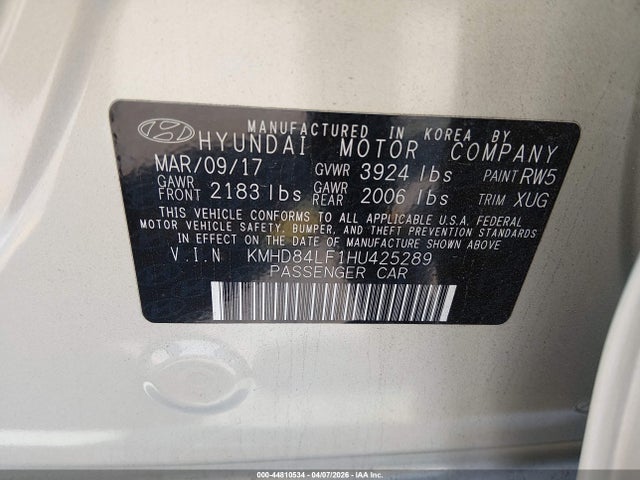 MANUFACTURED IN KOREA BY
HYUNDAI MOTOR COMPANY
MAR/09/17 GVWR 3924 lbs PAINT RW5
GAWR FRONT 2183 lbs GAWR REAR 2006 lbs TRIM XUG
THIS VEHICLE CONFORMS TO ALL APPLICABLE U.S.A. FEDERAL
MOTOR VEHICLE SAFETY, BUMPER, AND THEFT PREVENTION STANDARDS
IN EFFECT ON THE DATE OF MANUFACTURE SHOWN ABOVE
V.I.N KMHD84LF1HU425289
PASSENGER CAR
000-44810534 - 04/07/2026 - IAAI.COM